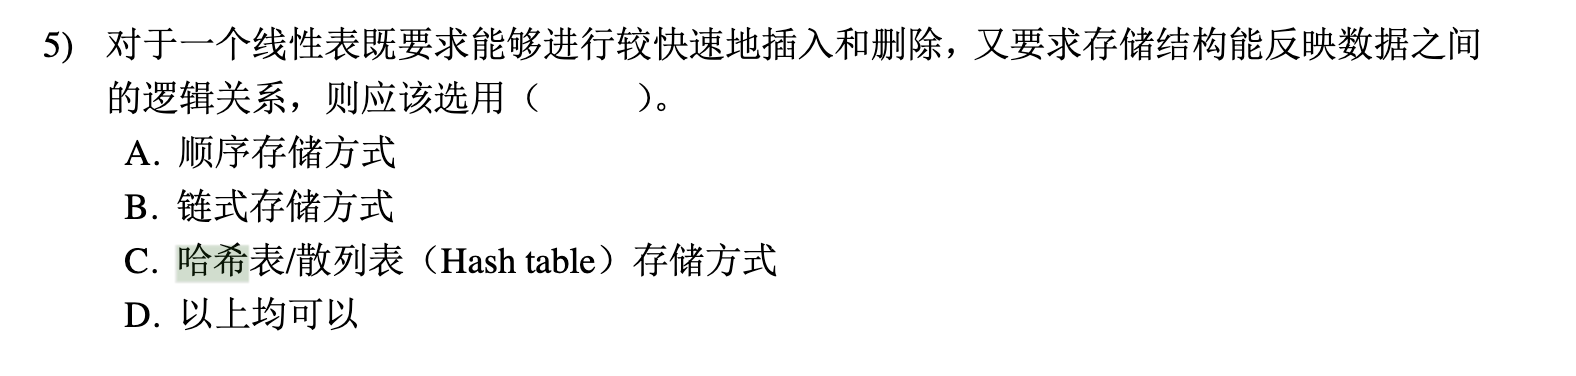 5) 对于一个线性表既要求能够进行较快速地插入和删除，又要求存储结构能反映数据之间
的逻辑关系，则应该选用（　　）。
A. 顺序存储方式
B. 链式存储方式
C. 哈希表/散列表（Hash table）存储方式
D. 以上均可以